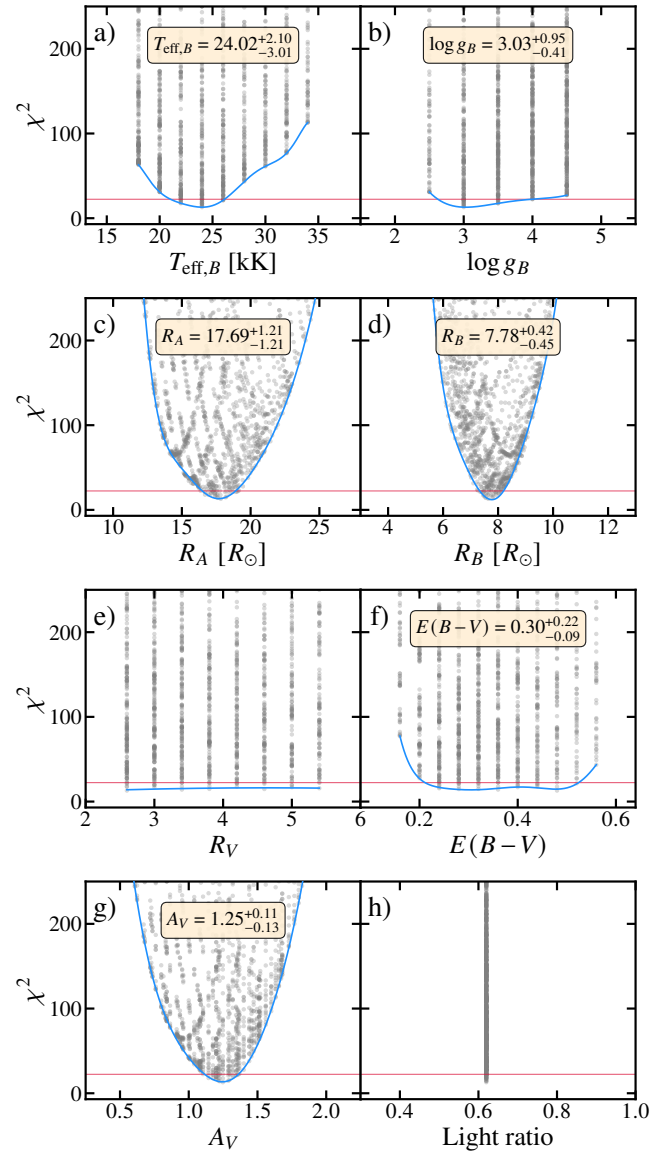 a)
T_eff,B = 24.02 +2.10 −3.01
b)
log g_B = 3.03 +0.95 −0.41
χ²
0
100
200
15
20
25
30
35
T_eff,B [kK]
2
3
4
5
log g_B
c)
R_A = 17.69 +1.21 −1.21
d)
R_B = 7.78 +0.42 −0.45
χ²
0
100
200
10
15
20
25
R_A [R_⊙]
4
6
8
10
12
R_B [R_⊙]
e)
f)
E(B−V) = 0.30 +0.22 −0.09
χ²
0
100
200
2
3
4
5
6
R_V
0.2
0.4
0.6
E(B−V)
g)
A_V = 1.25 +0.11 −0.13
h)
χ²
0
100
200
0.5
1.0
1.5
2.0
A_V
0.4
0.6
0.8
1.0
Light ratio